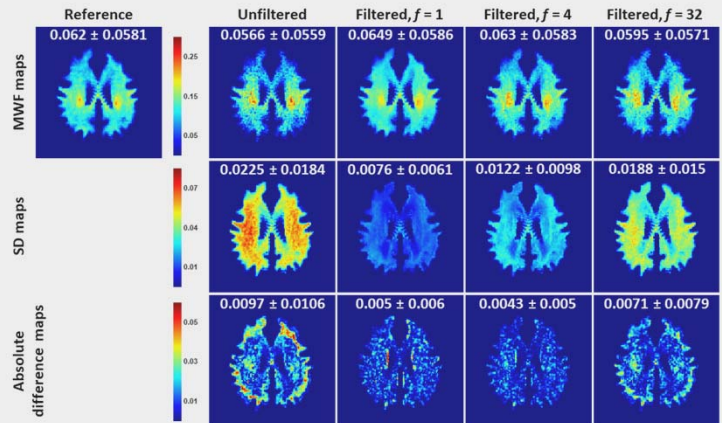 Reference
Unfiltered
Filtered, f = 1
Filtered, f = 4
Filtered, f = 32
MWF maps
0.062 ± 0.0581
0.25
0.15
0.05
0.0566 ± 0.0559
0.0649 ± 0.0586
0.063 ± 0.0583
0.0595 ± 0.0571
SD maps
0.07
0.04
0.01
0.0225 ± 0.0184
0.0076 ± 0.0061
0.0122 ± 0.0098
0.0188 ± 0.015
Absolute
difference maps
0.05
0.03
0.01
0.0097 ± 0.0106
0.005 ± 0.006
0.0043 ± 0.005
0.0071 ± 0.0079